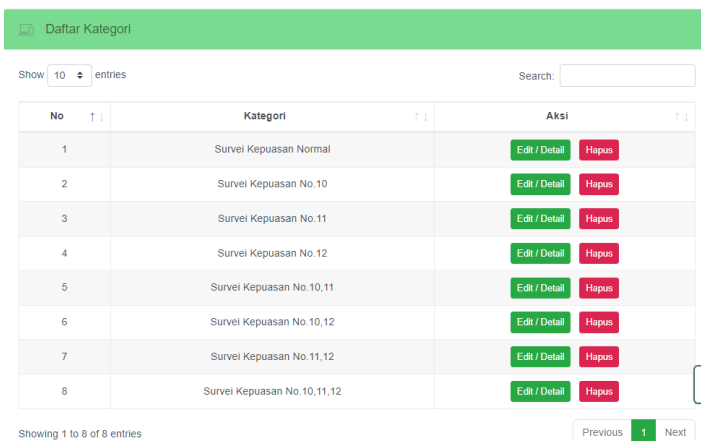 Daftar Kategori
Show 10 entries Search:
No Kategori Aksi
1 Survei Kepuasan Normal Edit / Detail Hapus
2 Survei Kepuasan No.10 Edit / Detail Hapus
3 Survei Kepuasan No.11 Edit / Detail Hapus
4 Survei Kepuasan No.12 Edit / Detail Hapus
5 Survei Kepuasan No.10,11 Edit / Detail Hapus
6 Survei Kepuasan No.10,12 Edit / Detail Hapus
7 Survei Kepuasan No.11,12 Edit / Detail Hapus
8 Survei Kepuasan No.10,11,12 Edit / Detail Hapus
Showing 1 to 8 of 8 entries Previous 1 Next